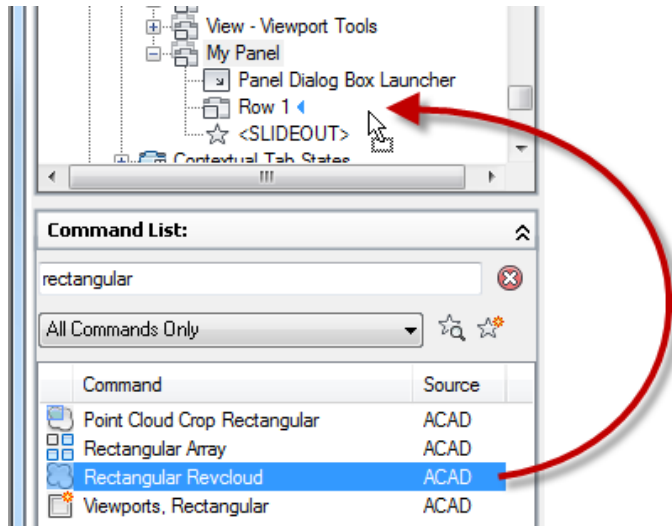 View - Viewport Tools
My Panel
Panel Dialog Box Launcher
Row 1
<SLIDEOUT>
Contextual Tab States
Command List:
rectangular
All Commands Only
Command Source
Point Cloud Crop Rectangular ACAD
Rectangular Array ACAD
Rectangular Revcloud ACAD
Viewports, Rectangular ACAD